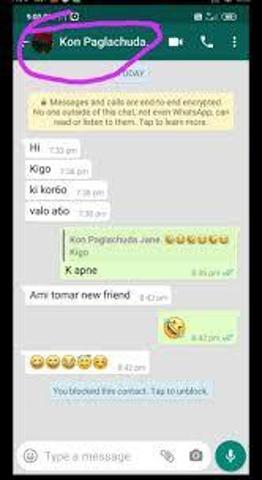 Kon Paglachuda.
TODAY
Messages and calls are end-to-end encrypted.
No one outside of this chat, not even WhatsApp, can
read or listen to them. Tap to learn more.
Hi 7:33 pm
Kigo 7:38 pm
ki kor6o 7:38 pm
valo a6o 7:38 pm
Kon Paglachuda Jane 😂😂😂😂😂😂
Kigo
K apne 8:39 pm
Ami tomar new friend 8:42 pm
🤣
8:42 pm
😄😄😂😇☺️ 8:42 pm
You blocked this contact. Tap to unblock.
Type a message